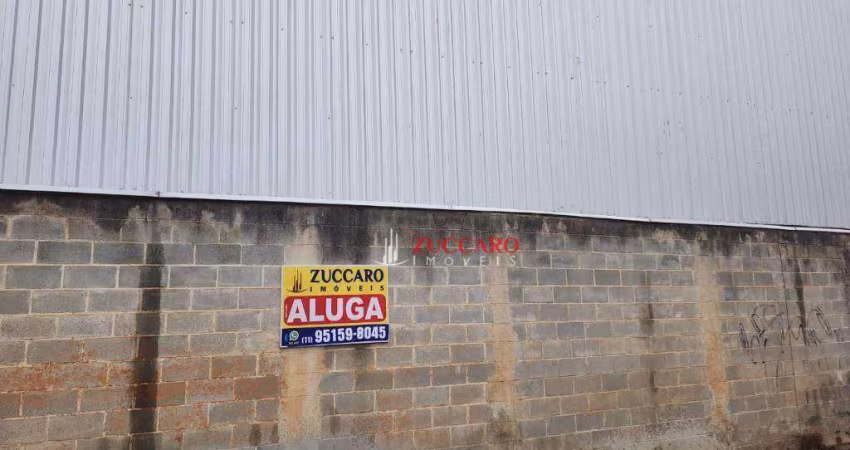 ZUCCARO
IMÓVEIS
ZUCCARO
IMÓVEIS
ALUGA
(11) 95159-8045